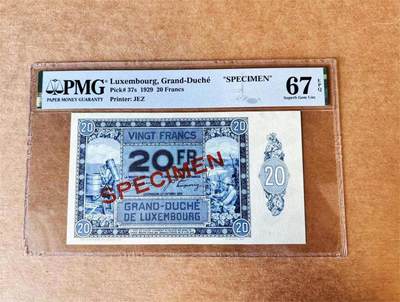 PMG
PAPER MONEY GUARANTY
Luxembourg, Grand-Duché "SPECIMEN"
Pick# 37s 1929 20 Francs
Printer: JEZ
67 EPQ
Superb Gem Unc
20 20
VINGT FRANCS
20 FR
SPECIMEN
20
GRAND-DUCHÉ
DE LUXEMBOURG
20 20